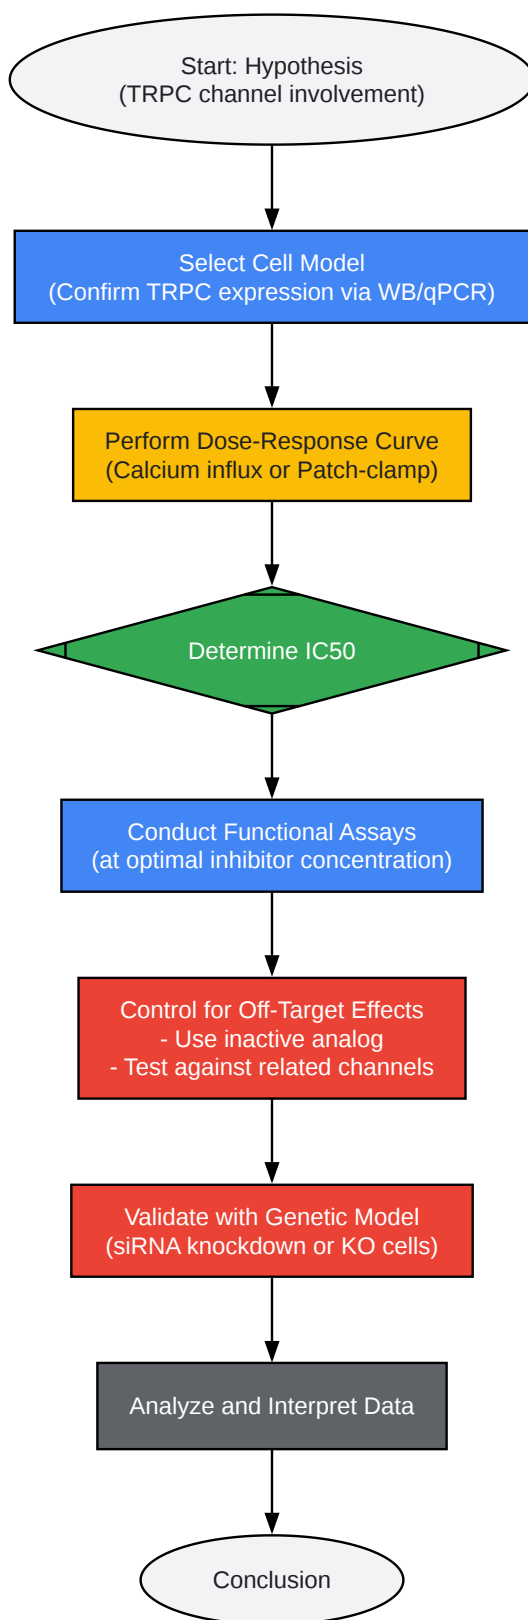 Start: Hypothesis
(TRPC channel involvement)
Select Cell Model
(Confirm TRPC expression via WB/qPCR)
Perform Dose-Response Curve
(Calcium influx or Patch-clamp)
Determine IC50
Conduct Functional Assays
(at optimal inhibitor concentration)
Control for Off-Target Effects
- Use inactive analog
- Test against related channels
Validate with Genetic Model
(siRNA knockdown or KO cells)
Analyze and Interpret Data
Conclusion